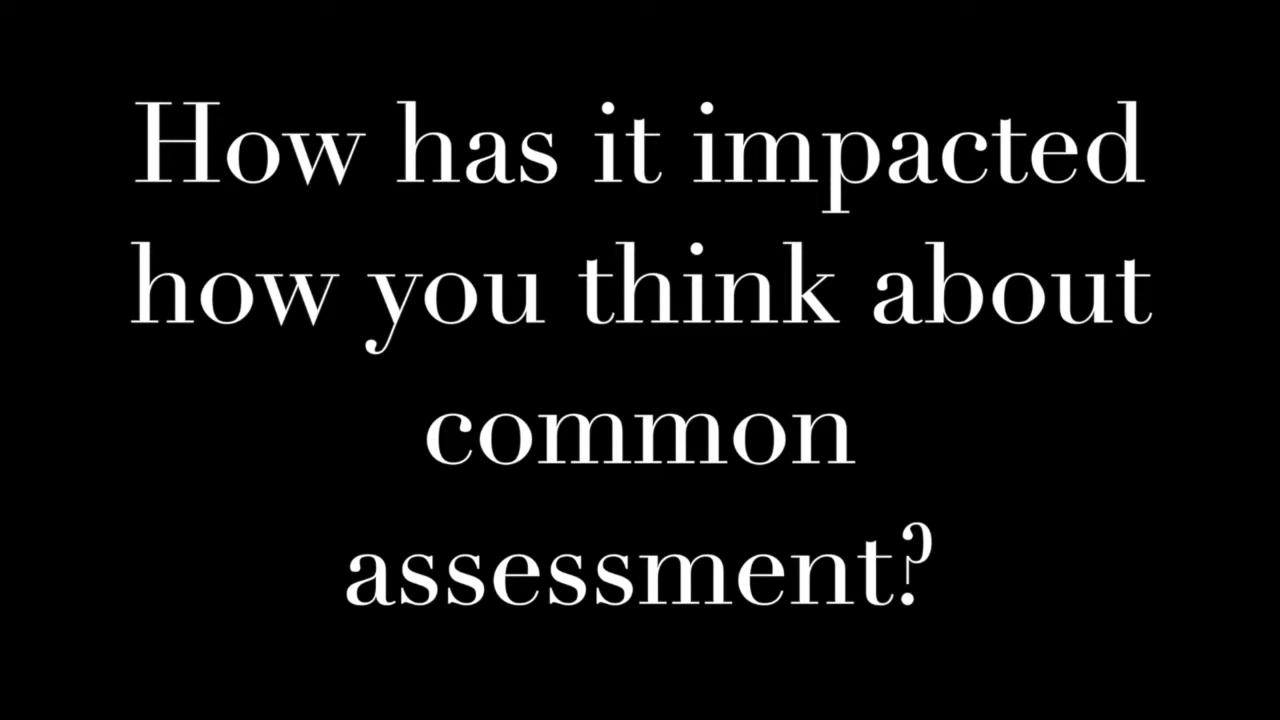 How has it impacted
how you think about
common
assessment?